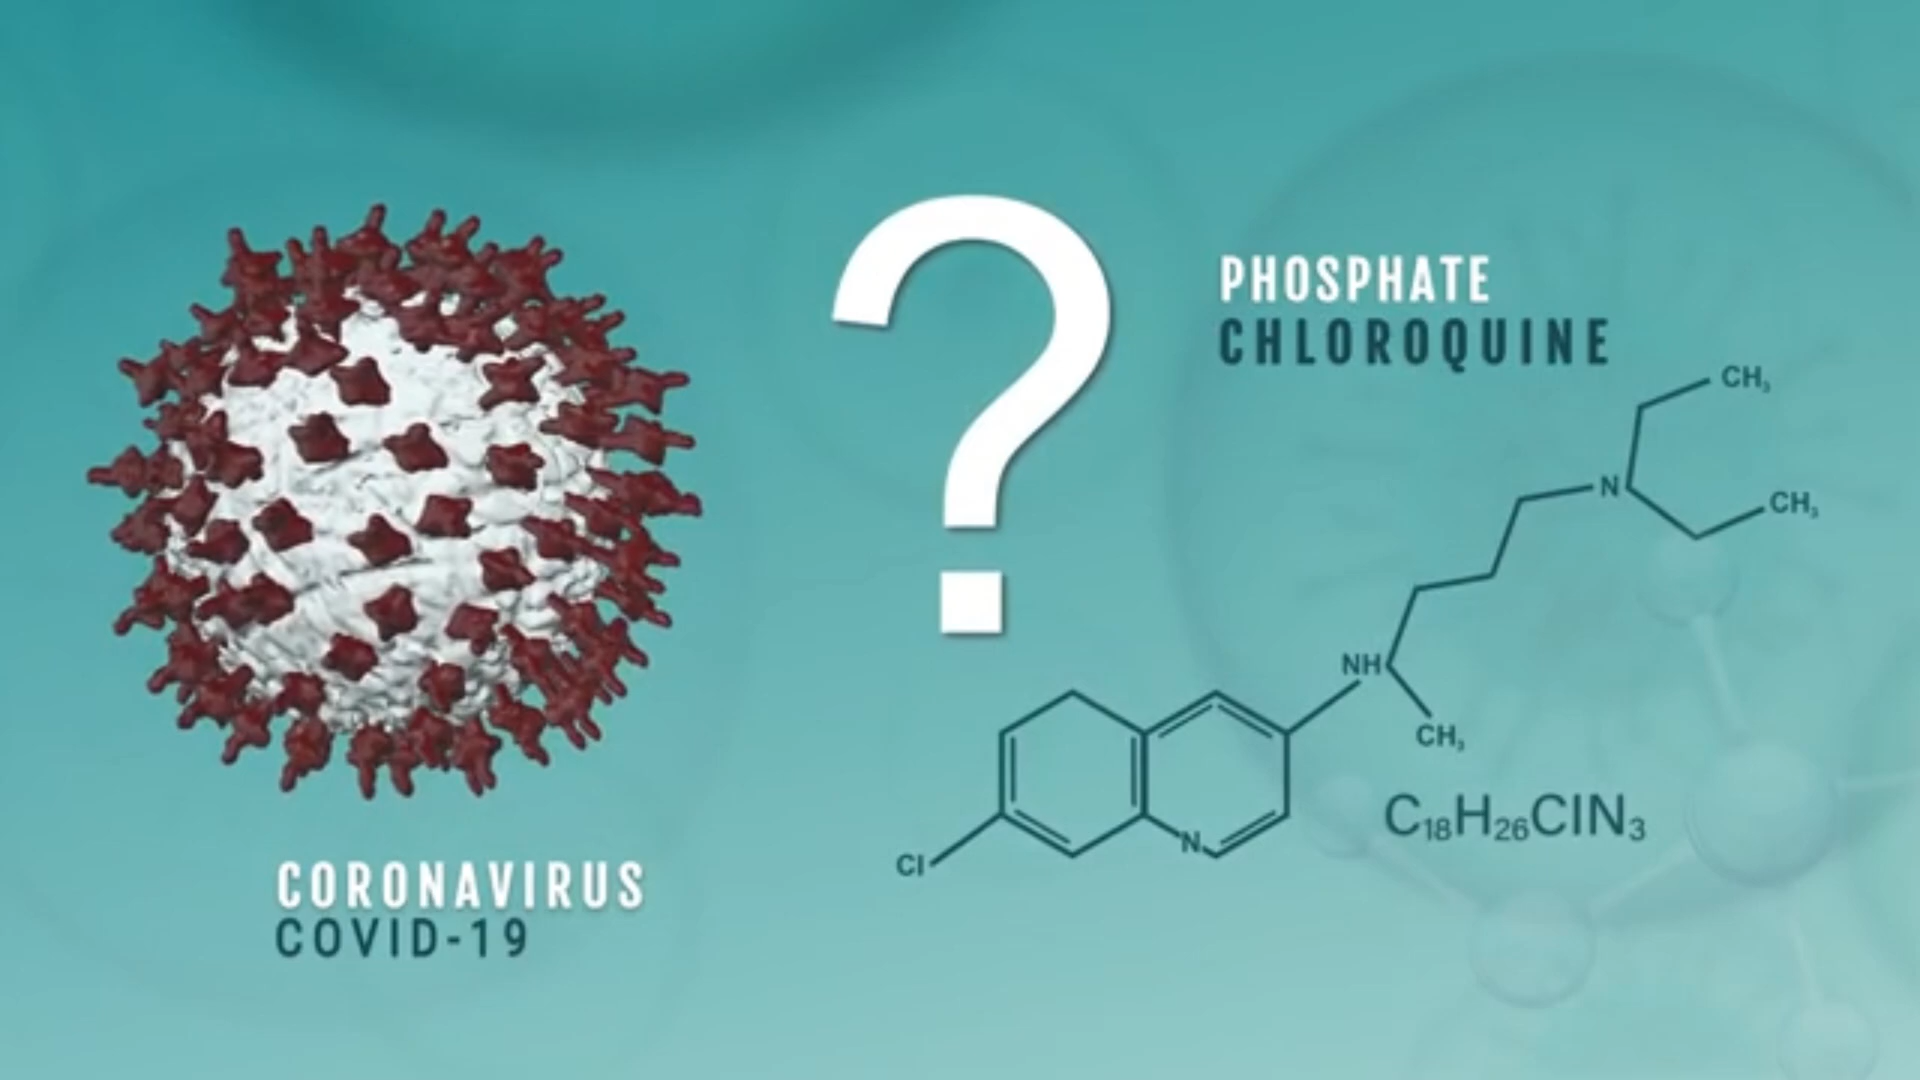 ?
PHOSPHATE
CHLOROQUINE
CH₃
N
CH₃
NH
CH₃
N
Cl
C₁₈H₂₆ClN₃
CORONAVIRUS
COVID-19